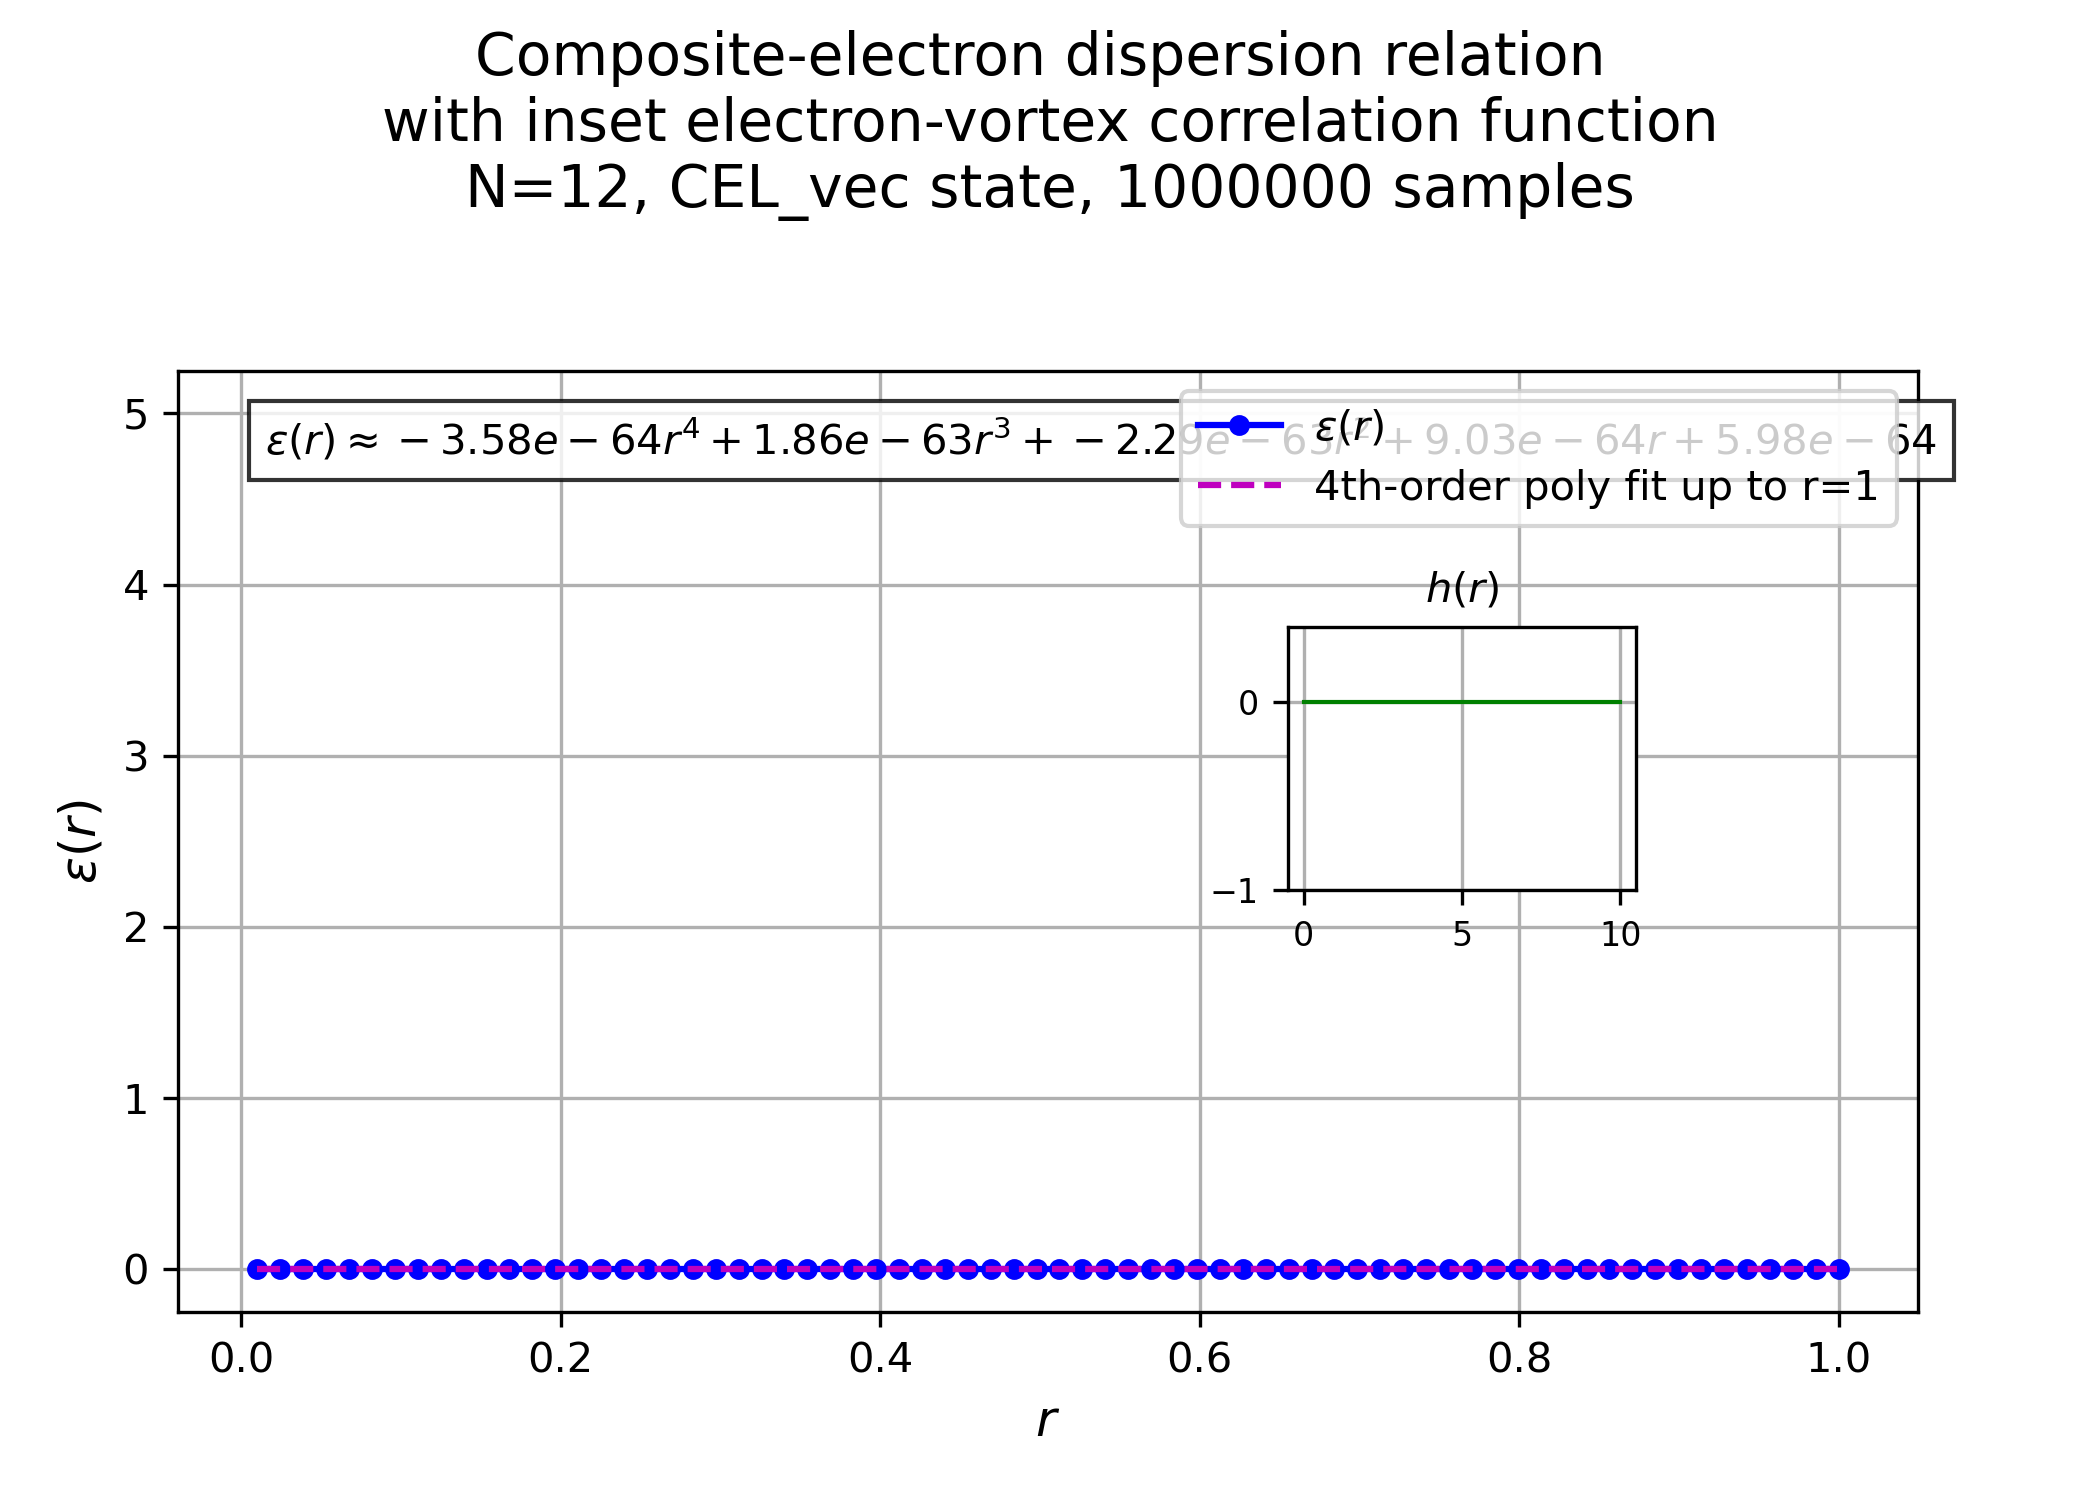 Composite-electron dispersion relation
with inset electron-vortex correlation function
N=12, CEL_vec state, 1000000 samples
ε(r) ≈ − 3.58e − 64r⁴ + 1.86e − 63r³ + − 2.29e − 63r² + 9.03e − 64r + 5.98e − 64
ε(r)
4th-order poly fit up to r=1
h(r)
0
−1
0 5 10
5
4
3
2
1
0
ε(r)
0.0 0.2 0.4 0.6 0.8 1.0
r